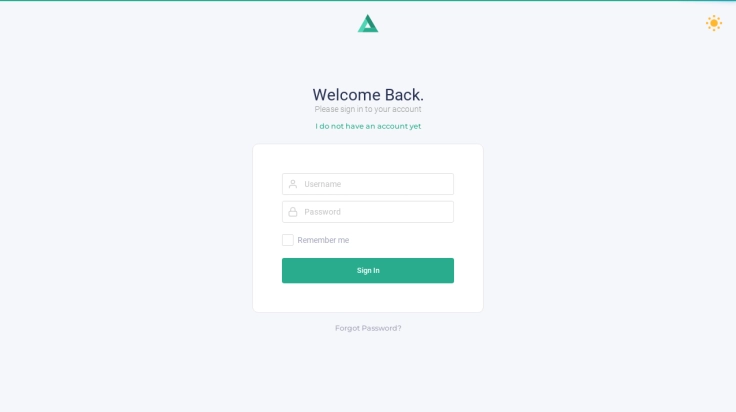 Welcome Back.
Please sign in to your account
I do not have an account yet
Username
Password
Remember me
Sign In
Forgot Password?